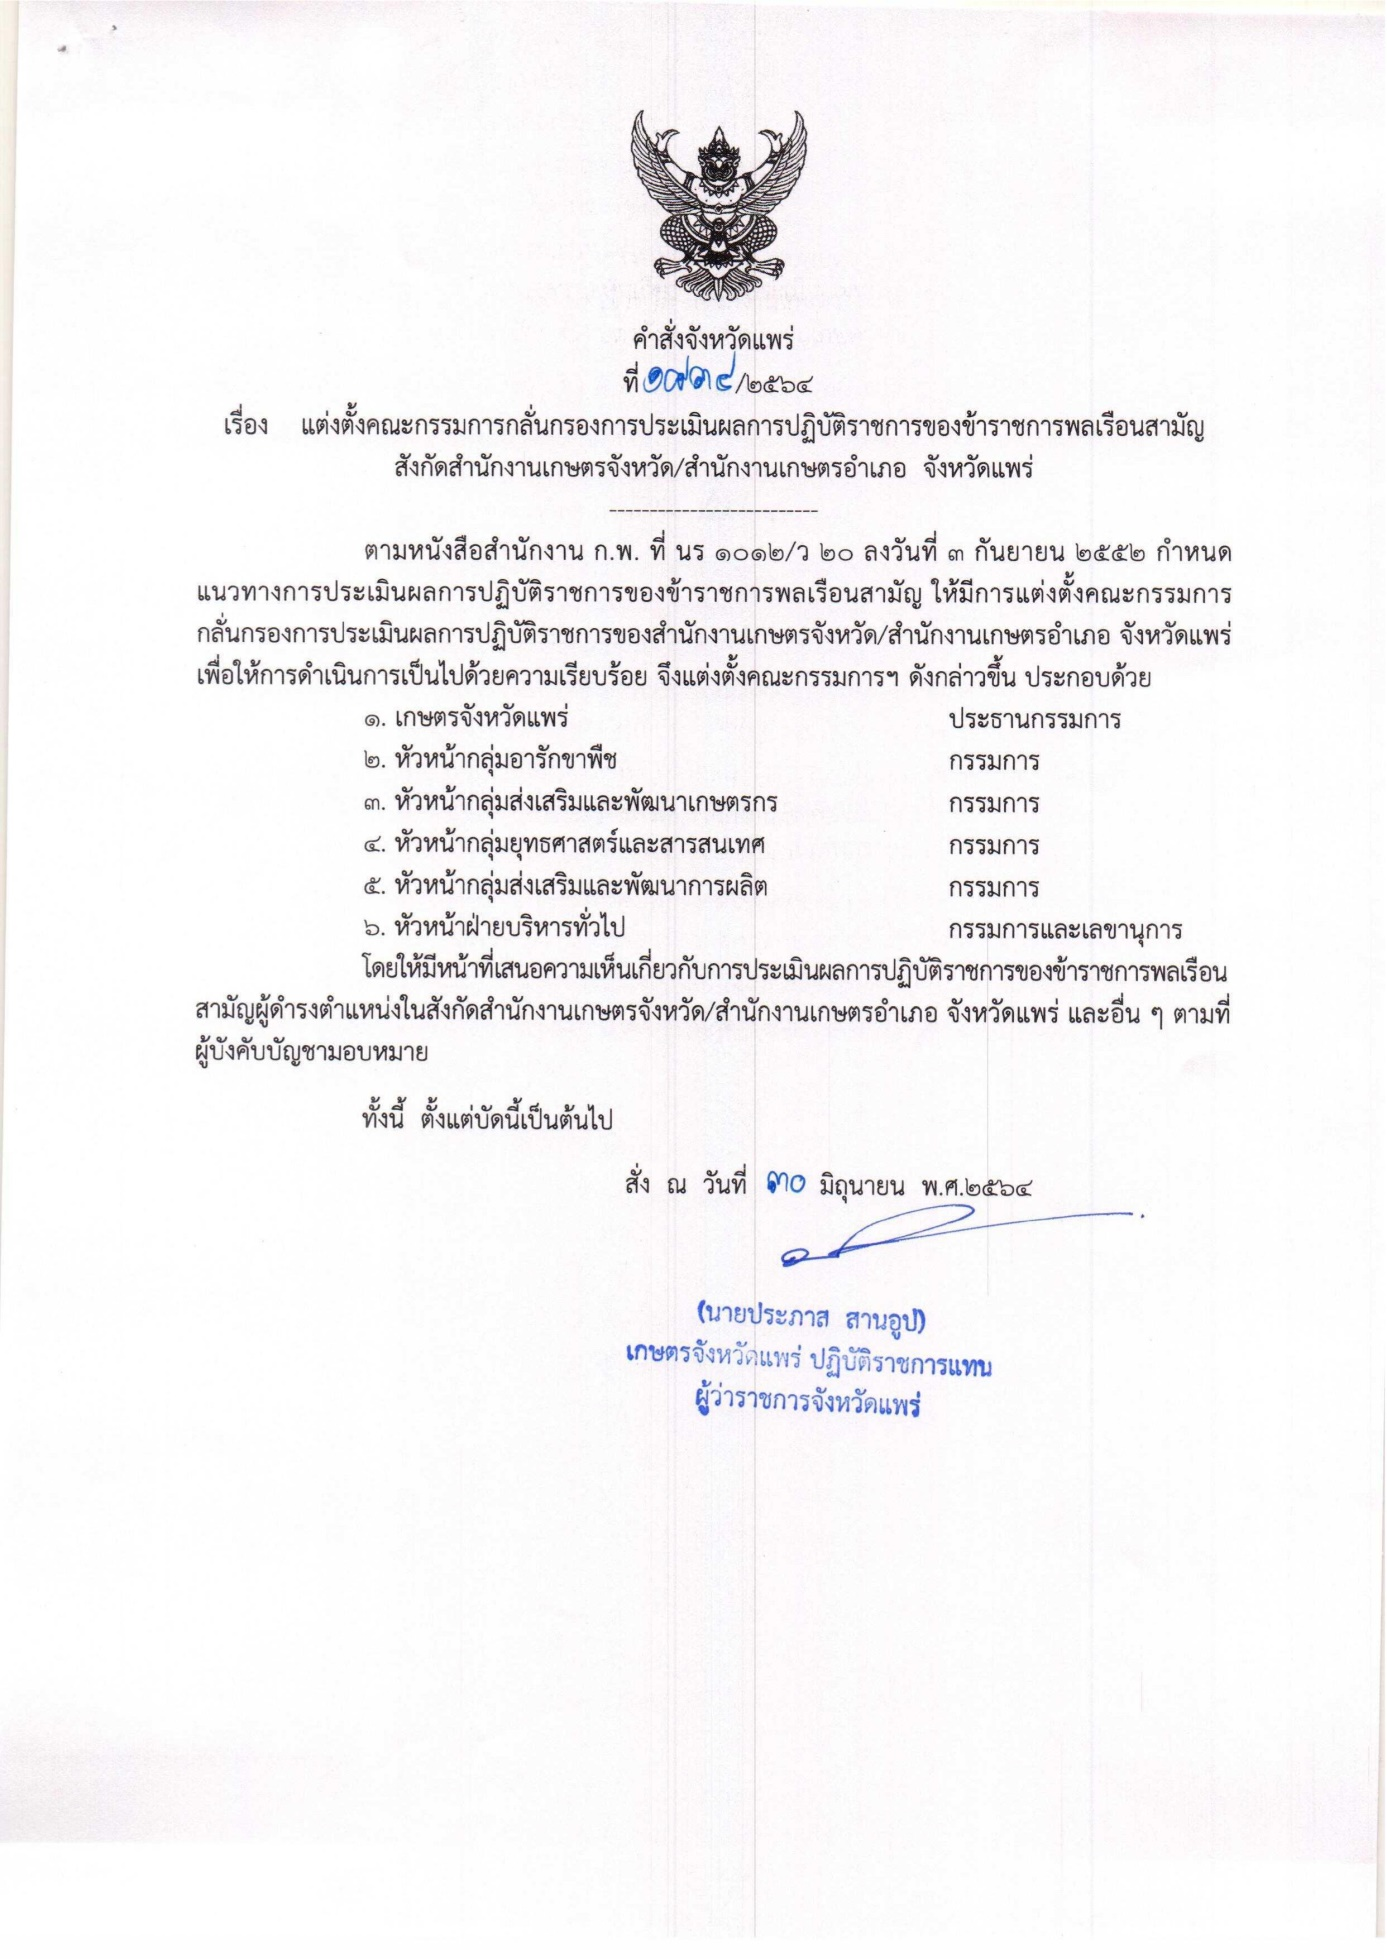 คำสั่งจังหวัดแพร่
ที่ /๒๕๖๔
เรื่อง แต่งตั้งคณะกรรมการกลั่นกรองการประเมินผลการปฏิบัติราชการของข้าราชการพลเรือนสามัญ
สังกัดสำนักงานเกษตรจังหวัด/สำนักงานเกษตรอำเภอ จังหวัดแพร่
--------------------------
ตามหนังสือสำนักงาน ก.พ. ที่ นร ๑๐๑๒/ว ๒๐ ลงวันที่ ๓ กันยายน ๒๕๕๒ กำหนด
แนวทางการประเมินผลการปฏิบัติราชการของข้าราชการพลเรือนสามัญ ให้มีการแต่งตั้งคณะกรรมการ
กลั่นกรองการประเมินผลการปฏิบัติราชการของสำนักงานเกษตรจังหวัด/สำนักงานเกษตรอำเภอ จังหวัดแพร่
เพื่อให้การดำเนินการเป็นไปด้วยความเรียบร้อย จึงแต่งตั้งคณะกรรมการฯ ดังกล่าวขึ้น ประกอบด้วย
๑. เกษตรจังหวัดแพร่ ประธานกรรมการ
๒. หัวหน้ากลุ่มอารักขาพืช กรรมการ
๓. หัวหน้ากลุ่มส่งเสริมและพัฒนาเกษตรกร กรรมการ
๔. หัวหน้ากลุ่มยุทธศาสตร์และสารสนเทศ กรรมการ
๕. หัวหน้ากลุ่มส่งเสริมและพัฒนาการผลิต กรรมการ
๖. หัวหน้าฝ่ายบริหารทั่วไป กรรมการและเลขานุการ
โดยให้มีหน้าที่เสนอความเห็นเกี่ยวกับการประเมินผลการปฏิบัติราชการของข้าราชการพลเรือน
สามัญผู้ดำรงตำแหน่งในสังกัดสำนักงานเกษตรจังหวัด/สำนักงานเกษตรอำเภอ จังหวัดแพร่ และอื่น ๆ ตามที่
ผู้บังคับบัญชามอบหมาย
ทั้งนี้ ตั้งแต่บัดนี้เป็นต้นไป
สั่ง ณ วันที่ ๓๐ มิถุนายน พ.ศ.๒๕๖๔
(นายประภาส สานอูป)
เกษตรจังหวัดแพร่ ปฏิบัติราชการแทน
ผู้ว่าราชการจังหวัดแพร่